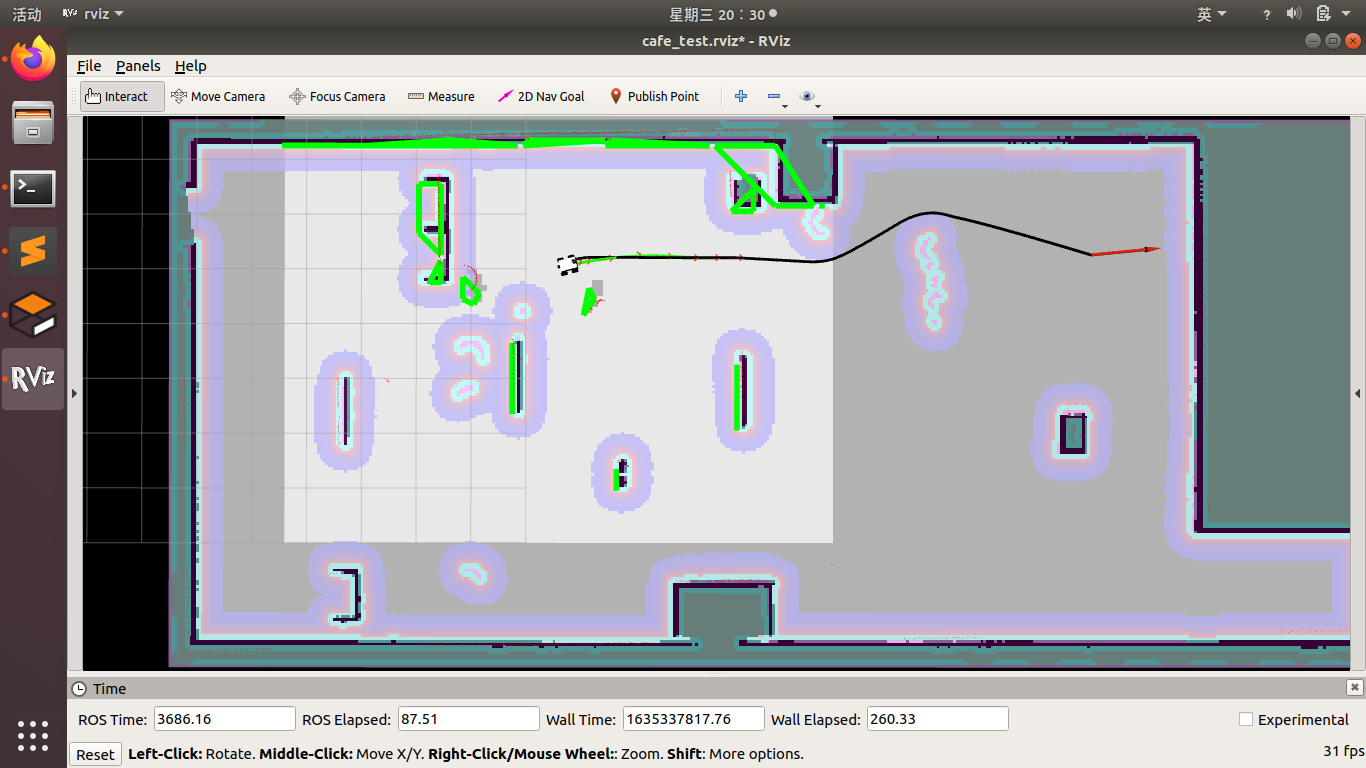 活动 rviz 星期三 20：30 英 ?
cafe_test.rviz* - RViz
File Panels Help
Interact Move Camera Focus Camera Measure 2D Nav Goal Publish Point
RViz
Time
ROS Time: 3686.16 ROS Elapsed: 87.51 Wall Time: 1635337817.76 Wall Elapsed: 260.33 Experimental
Reset Left-Click: Rotate. Middle-Click: Move X/Y. Right-Click/Mouse Wheel:: Zoom. Shift: More options. 31 fps